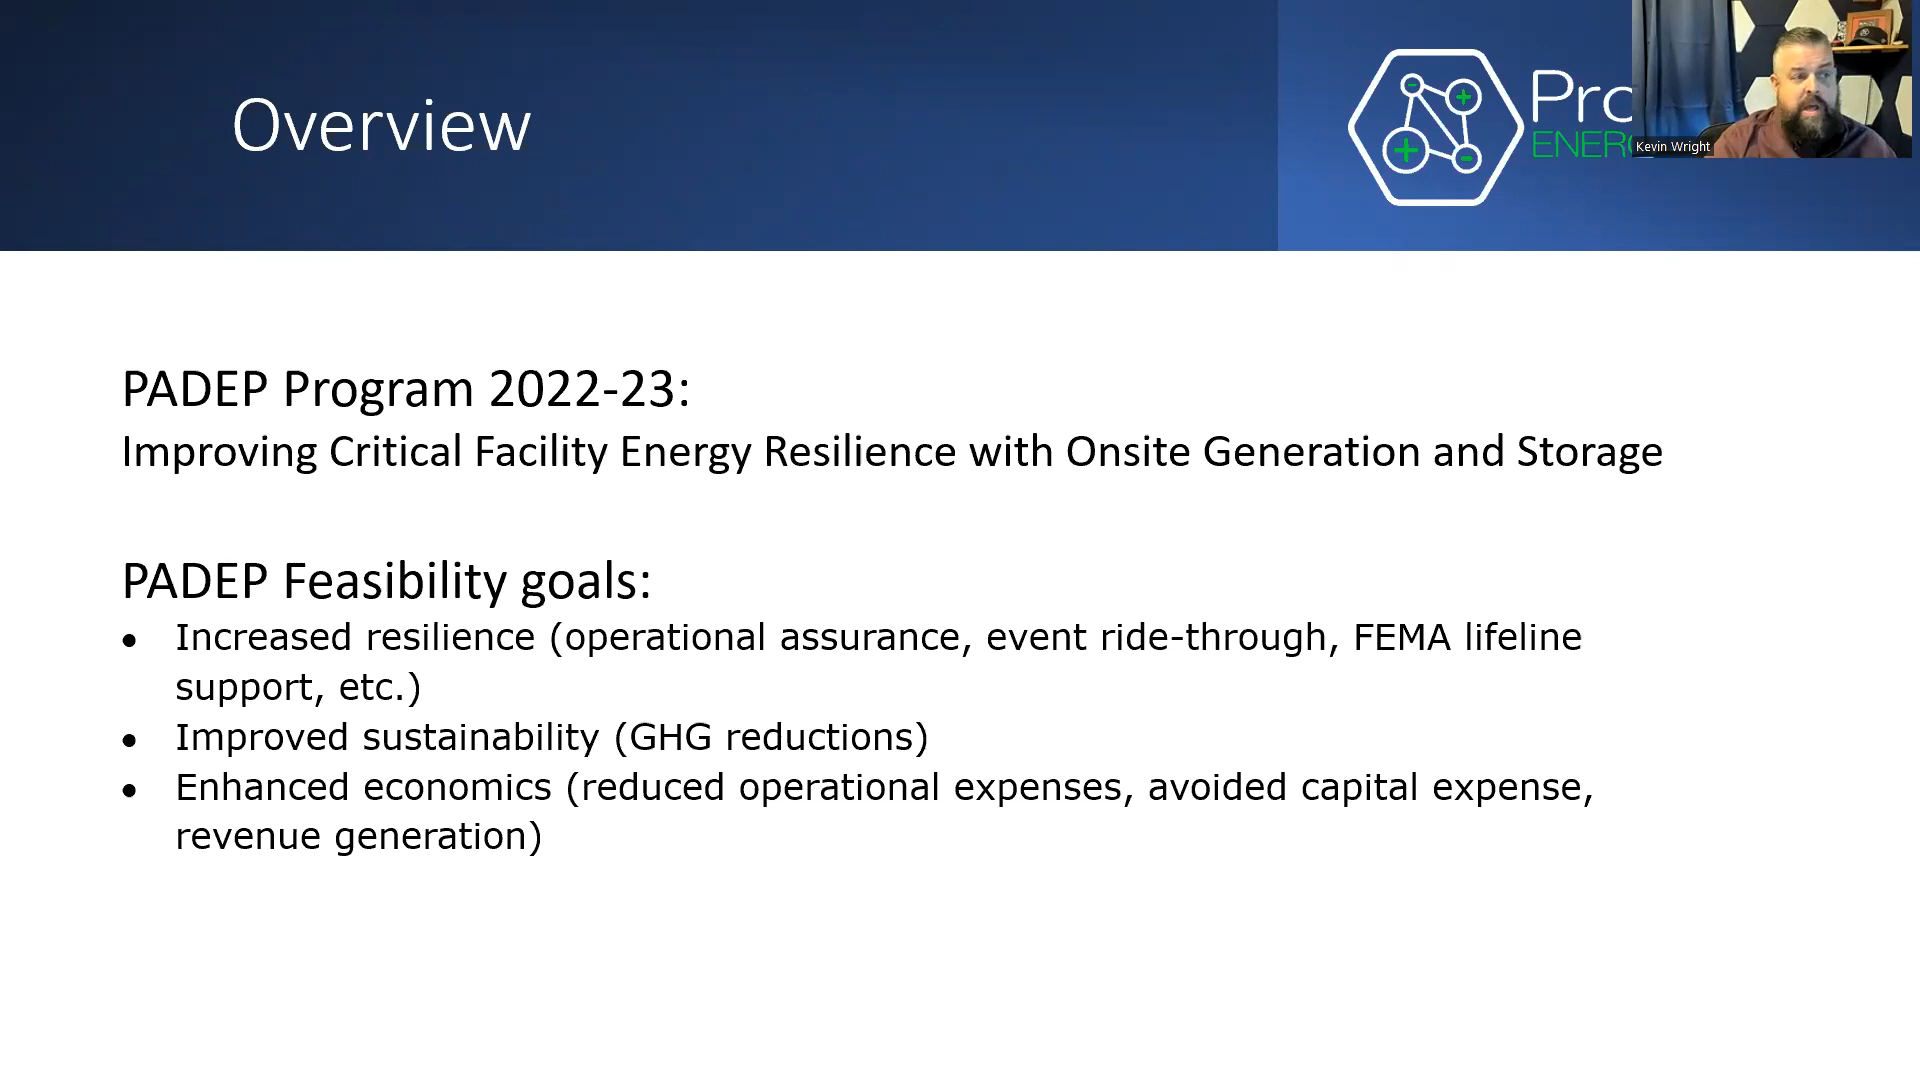 Overview
Kevin Wright
PADEP Program 2022-23:
Improving Critical Facility Energy Resilience with Onsite Generation and Storage
PADEP Feasibility goals:
• Increased resilience (operational assurance, event ride-through, FEMA lifeline
support, etc.)
• Improved sustainability (GHG reductions)
• Enhanced economics (reduced operational expenses, avoided capital expense,
revenue generation)